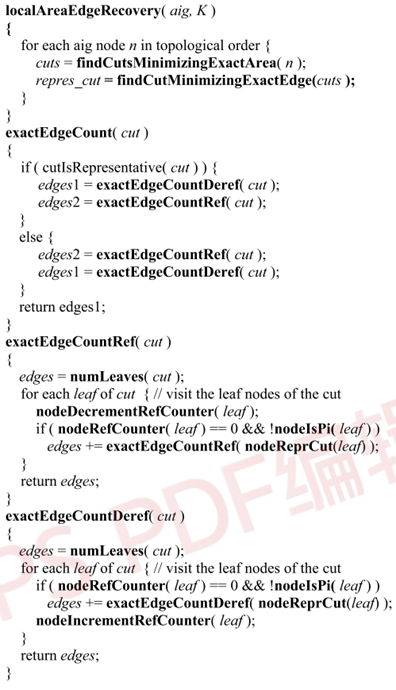 localAreaEdgeRecovery( aig, K )
{
for each aig node n in topological order {
cuts = findCutsMinimizingExactArea( n );
repres_cut = findCutMinimizingExactEdge(cuts );
}
}
exactEdgeCount( cut )
{
if ( cutIsRepresentative( cut ) ) {
edges1 = exactEdgeCountDeref( cut );
edges2 = exactEdgeCountRef( cut );
}
else {
edges2 = exactEdgeCountRef( cut );
edges1 = exactEdgeCountDeref( cut );
}
return edges1;
}
exactEdgeCountRef( cut )
{
edges = numLeaves( cut );
for each leaf of cut { // visit the leaf nodes of the cut
nodeDecrementRefCounter( leaf );
if ( nodeRefCounter( leaf ) == 0 && !nodeIsPi( leaf ) )
edges += exactEdgeCountRef( nodeReprCut(leaf) );
}
return edges;
}
exactEdgeCountDeref( cut )
{
edges = numLeaves( cut );
for each leaf of cut { // visit the leaf nodes of the cut
if ( nodeRefCounter( leaf ) == 0 && !nodeIsPi( leaf ) )
edges += exactEdgeCountDeref( nodeReprCut(leaf) );
nodeIncrementRefCounter( leaf );
}
return edges;
}
PS PDF编辑